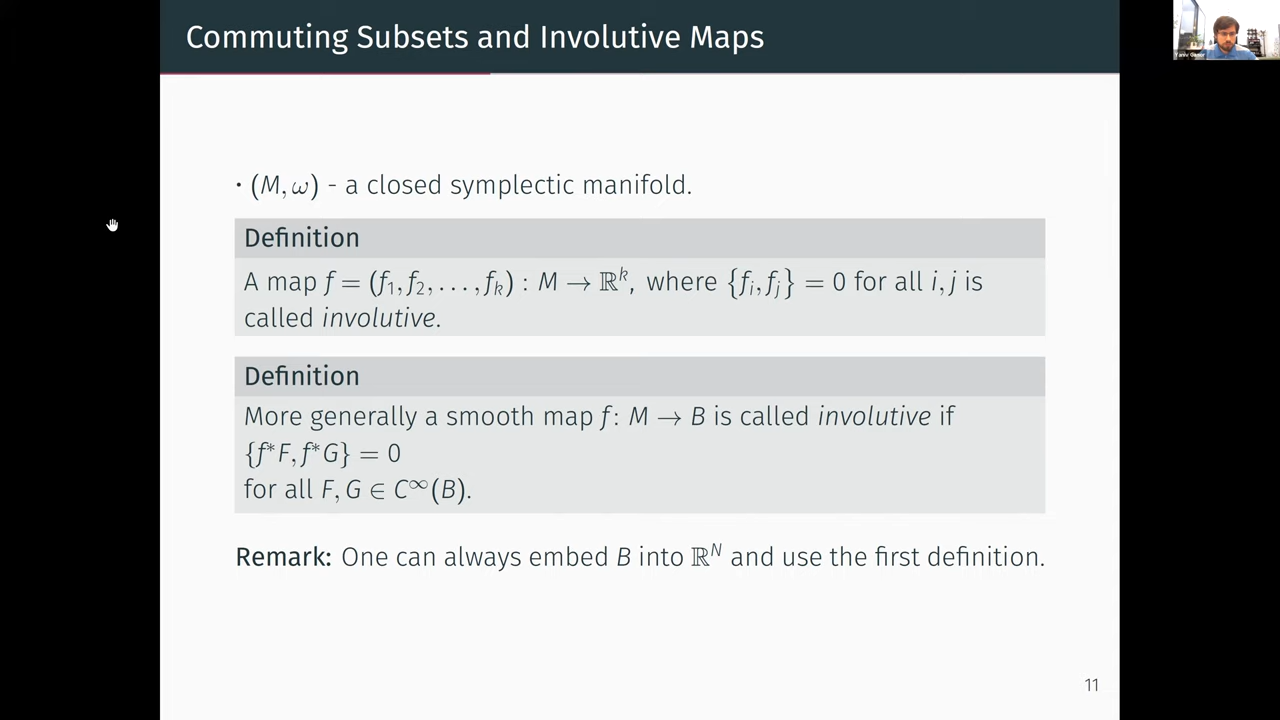 Commuting Subsets and Involutive Maps
· (M, ω) - a closed symplectic manifold.
Definition
A map f = (f₁, f₂, …, fₖ) : M → ℝᵏ, where {fᵢ, fⱼ} = 0 for all i, j is
called involutive.
Definition
More generally a smooth map f: M → B is called involutive if
{f*F, f*G} = 0
for all F, G ∈ C^∞(B).
Remark: One can always embed B into ℝᴺ and use the first definition.
11